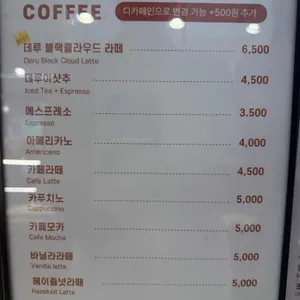 COFFEE
디카페인으로 변경 가능 +500원 추가
데루 블랙클라우드 라떼 6,500
Deru Black Cloud Latte
데루이샷추 4,500
Iced Tea + Espresso
에스프레소 3.500
Espresso
아메리카노 4,000
Americano
카페라떼 4,500
Cafe Latte
카푸치노 5,000
Cappuccino
카페모카 5,000
Cafe Mocha
바닐라라떼 5,000
Vanilla latte
헤이즐넛라떼 5,000
Hazelnut Latte